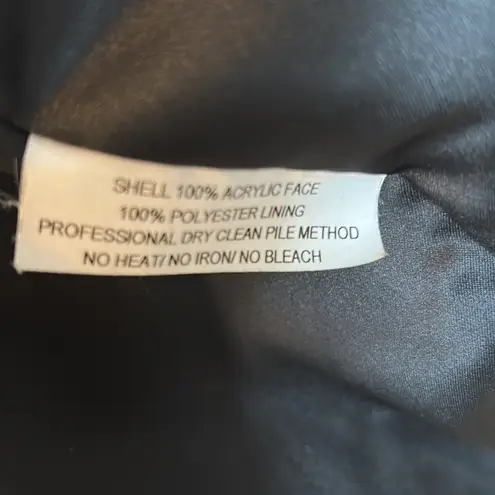 SHELL 100% ACRYLIC FACE
100% POLYESTER LINING
PROFESSIONAL DRY CLEAN PILE METHOD
NO HEAT/ NO IRON/ NO BLEACH